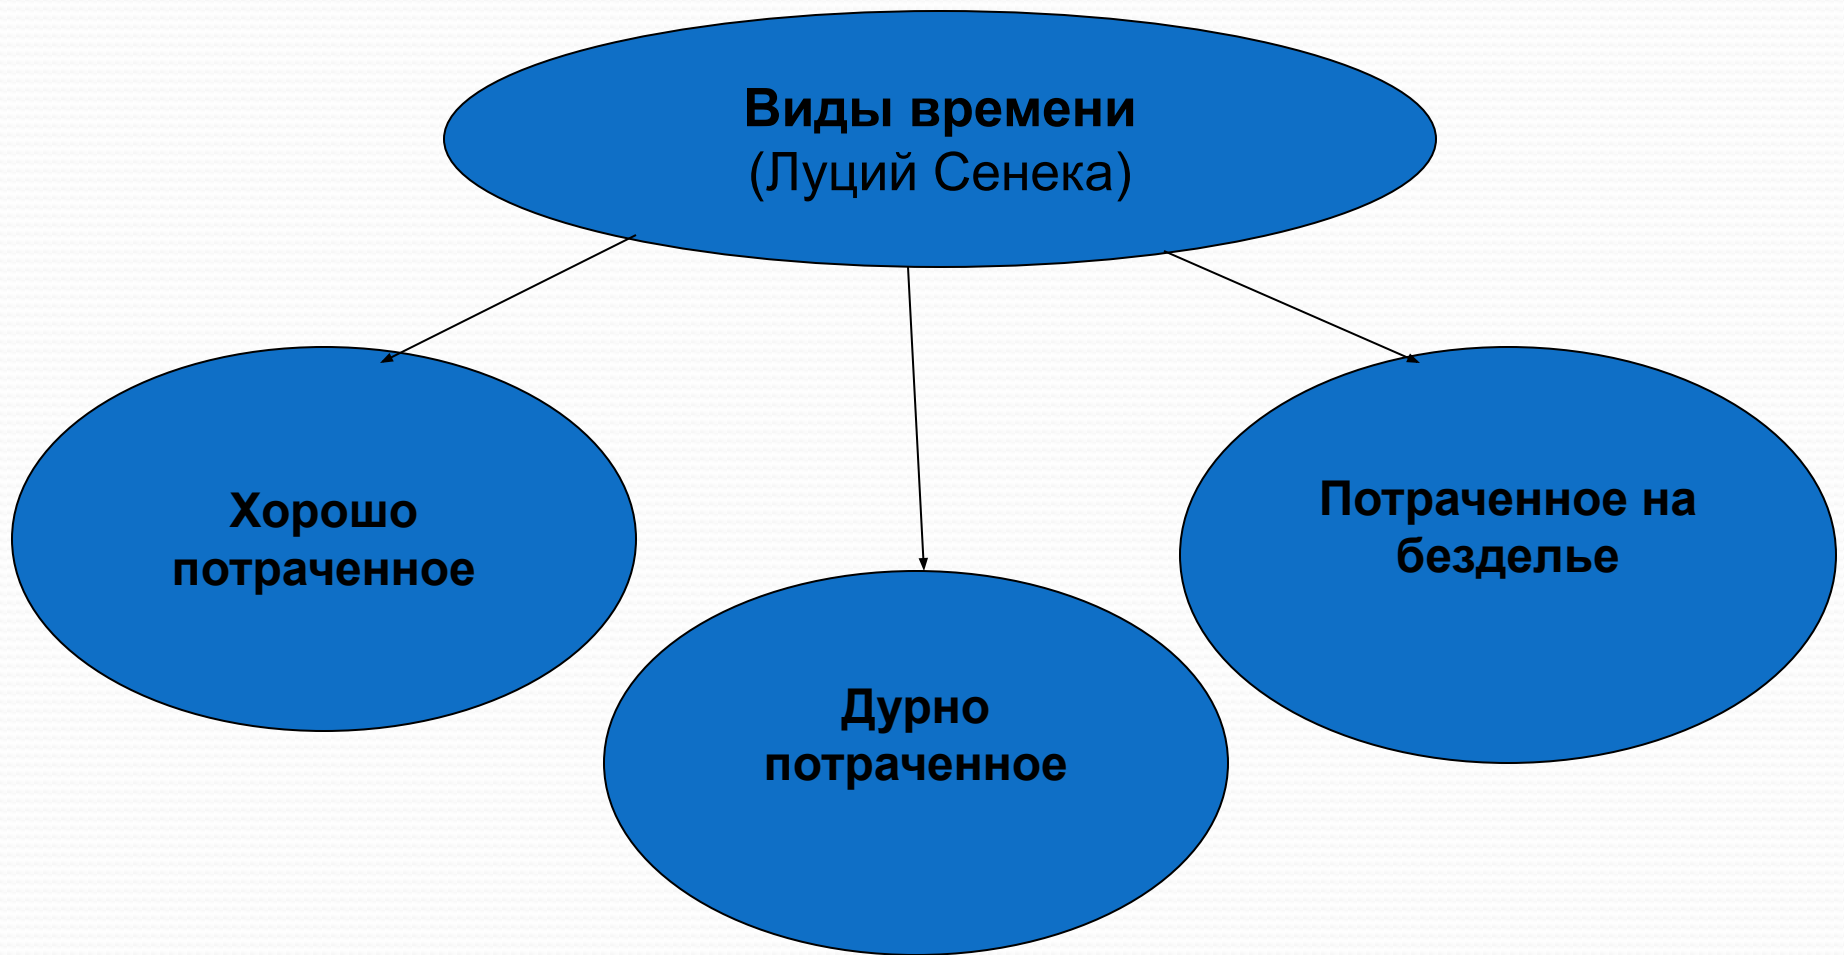 Виды времени
(Луций Сенека)
Хорошо
потраченное
Дурно
потраченное
Потраченное на
безделье